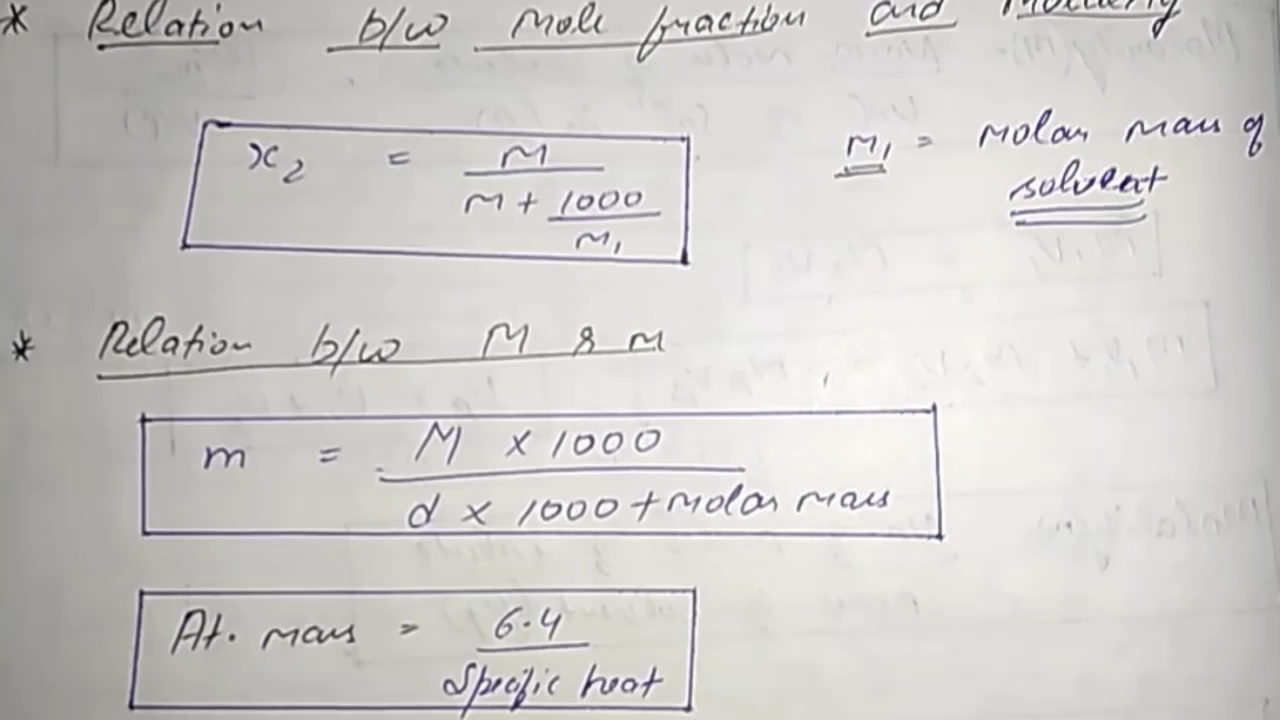 * Relation b/w Mole fraction and
x₂ = m / (m + 1000 / M₁)
M₁ = Molar mass of solvent
* Relation b/w M & m
m = M × 1000 / (d × 1000 + Molar mass)
At. mass = 6.4 / Specific heat